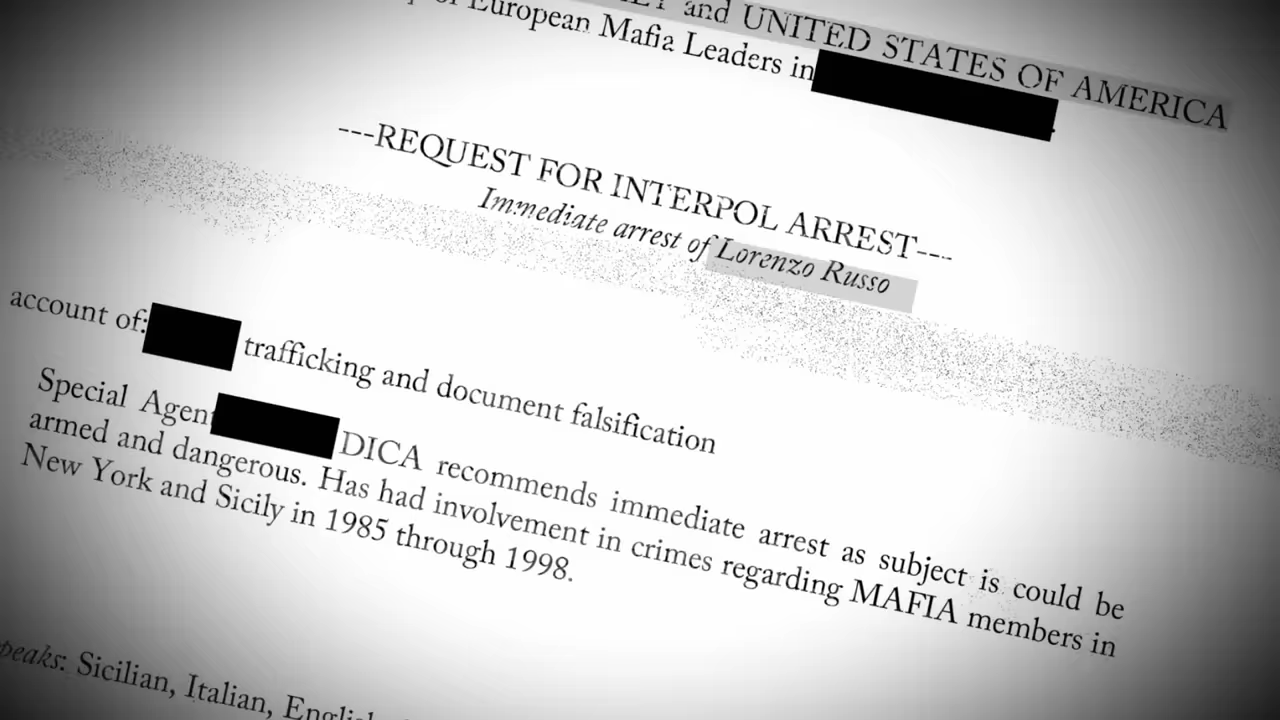 and UNITED STATES OF AMERICA
of European Mafia Leaders in
---REQUEST FOR INTERPOL ARREST---
Immediate arrest of Lorenzo Russo
account of: trafficking and document falsification
Special Agent DICA recommends immediate arrest as subject is could be
armed and dangerous. Has had involvement in crimes regarding MAFIA members in
New York and Sicily in 1985 through 1998.
peaks: Sicilian, Italian, English